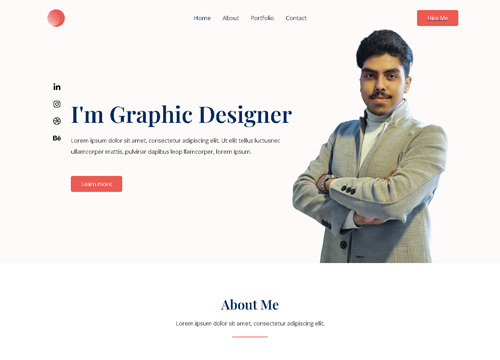 Home About Portfolio Contact Hire Me
I'm Graphic Designer
Lorem ipsum dolor sit amet, consectetur adipiscing elit. Ut elit tellus luctusnec
ullamcorper mattis, pulvinar dapibus leop llamcorper, lorem ipsum.
Learn more
About Me
Lorem ipsum dolor sit amet, consectetur adipiscing elit.